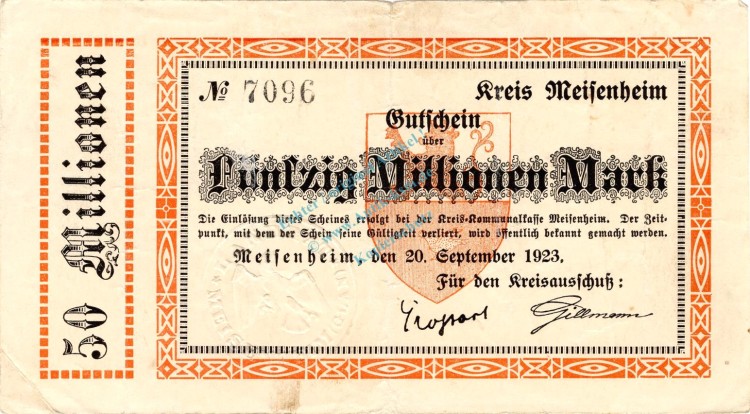 50 Millionen
№ 7096
Kreis Meisenheim
Gutschein
über
Fünfzig Millionen Mark
Die Einlösung dieses Scheines erfolgt bei der Kreis-Kommunalkasse Meisenheim. Der Zeit-
punkt, mit dem der Schein seine Gültigkeit verliert, wird öffentlich bekannt gemacht werden.
Meisenheim, den 20. September 1923.
Für den Kreisausschuß:
Gillmann